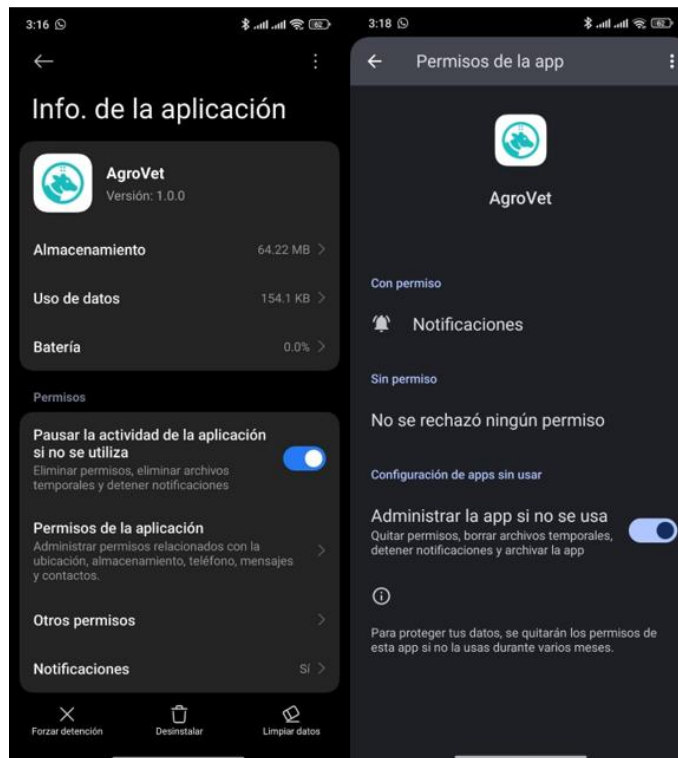 3:16
62
Info. de la aplicación
AgroVet
Versión: 1.0.0
Almacenamiento 64.22 MB
Uso de datos 154.1 KB
Batería 0.0%
Permisos
Pausar la actividad de la aplicación
si no se utiliza
Eliminar permisos, eliminar archivos
temporales y detener notificaciones
Permisos de la aplicación
Administrar permisos relacionados con la
ubicación, almacenamiento, teléfono, mensajes
y contactos.
Otros permisos
Notificaciones Sí
Forzar detención Desinstalar Limpiar datos
3:18
62
Permisos de la app
AgroVet
Con permiso
Notificaciones
Sin permiso
No se rechazó ningún permiso
Configuración de apps sin usar
Administrar la app si no se usa
Quitar permisos, borrar archivos temporales,
detener notificaciones y archivar la app
Para proteger tus datos, se quitarán los permisos de
esta app si no la usas durante varios meses.